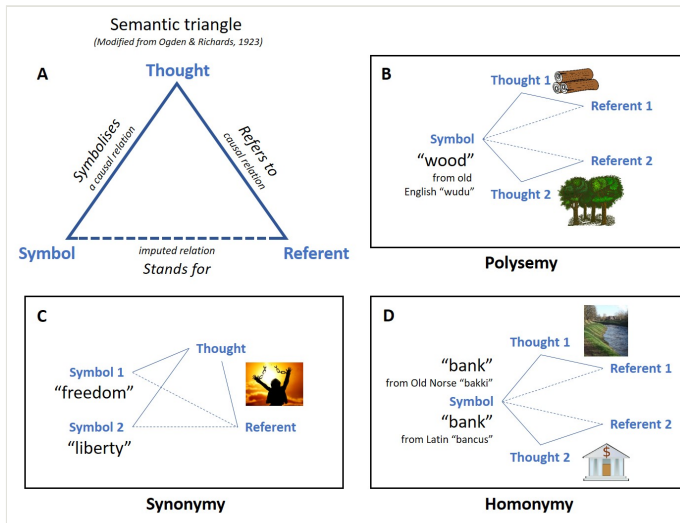 Semantic triangle
(Modified from Ogden & Richards, 1923)
A
Thought
Symbolises
a causal relation
Refers to
causal relation
Symbol
imputed relation
Stands for
Referent
B
Thought 1
Referent 1
Symbol
"wood"
from old
English "wudu"
Referent 2
Thought 2
Polysemy
C
Thought
Symbol 1
"freedom"
Symbol 2
"liberty"
Referent
Synonymy
D
Thought 1
"bank"
from Old Norse "bakki"
Referent 1
Symbol
"bank"
from Latin "bancus"
Referent 2
Thought 2
$
Homonymy